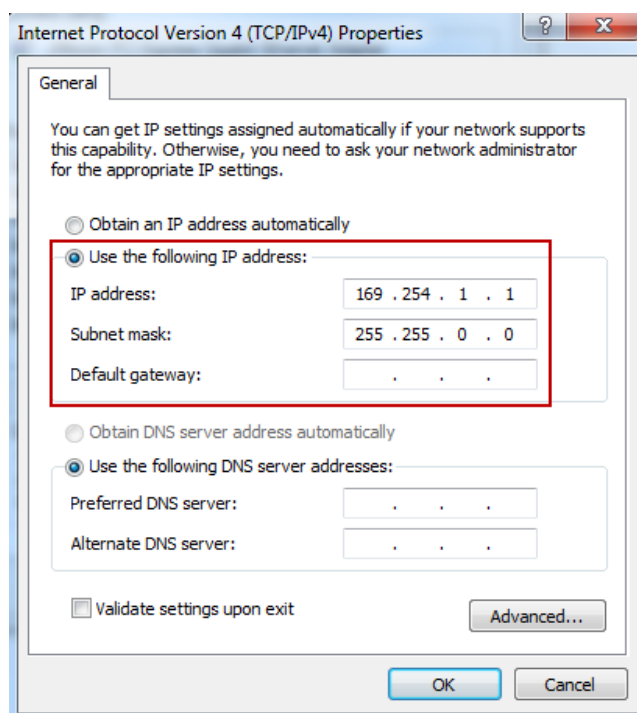 Internet Protocol Version 4 (TCP/IPv4) Properties
? X
General
You can get IP settings assigned automatically if your network supports
this capability. Otherwise, you need to ask your network administrator
for the appropriate IP settings.
Obtain an IP address automatically
Use the following IP address:
IP address: 169 . 254 . 1 . 1
Subnet mask: 255 . 255 . 0 . 0
Default gateway: . . .
Obtain DNS server address automatically
Use the following DNS server addresses:
Preferred DNS server: . . .
Alternate DNS server: . . .
Validate settings upon exit
Advanced...
OK Cancel